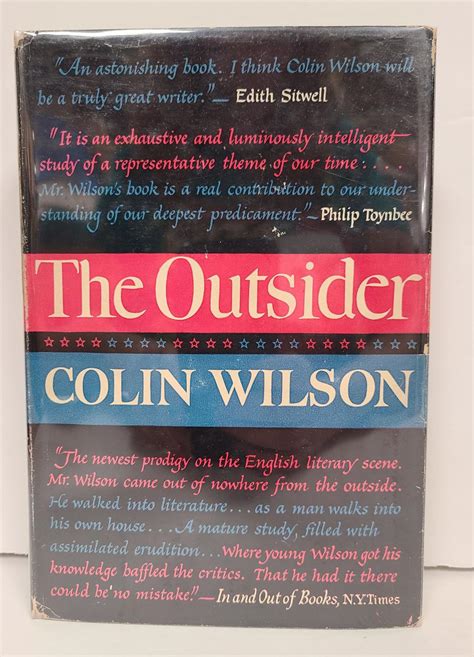 "An astonishing book. I think Colin Wilson will
be a truly great writer." — Edith Sitwell
"It is an exhaustive and luminously intelligent
study of a representative theme of our time....
Mr. Wilson's book is a real contribution to our under-
standing of our deepest predicament." — Philip Toynbee
The Outsider
COLIN WILSON
"The newest prodigy on the English literary scene.
Mr. Wilson came out of nowhere from the outside.
He walked into literature...as a man walks into
his own house...A mature study, filled with
assimilated erudition...Where young Wilson got his
knowledge baffled the critics. That he had it there
could be no mistake!" — In and Out of Books, N.Y. Times